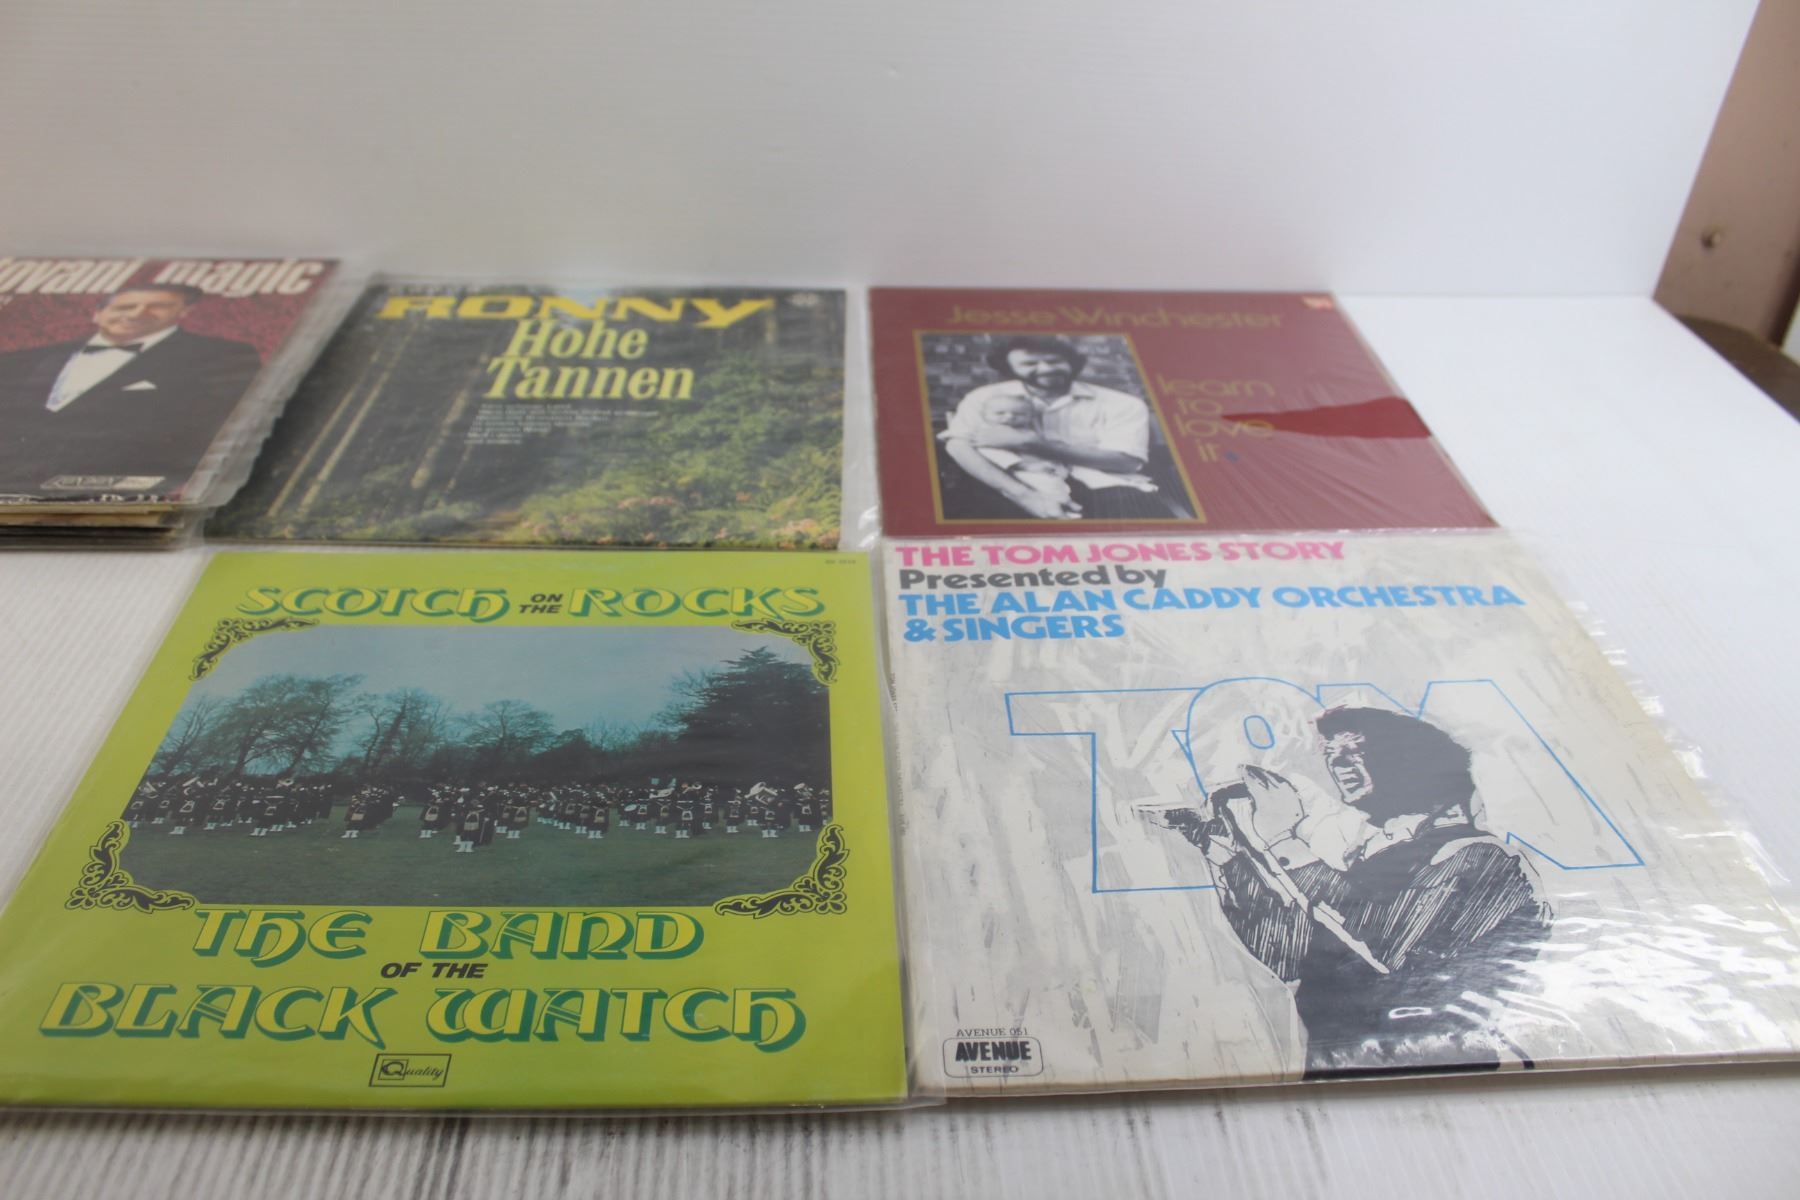 magic
RONNY
Hohe
Tannen
Jesse Winchester
learn
to
love
it.
SCOTCH ON THE ROCKS
THE BAND
OF THE
BLACK WATCH
Quality
THE TOM JONES STORY
Presented by
THE ALAN CADDY ORCHESTRA
& SINGERS
TOM
AVENUE 051
AVENUE
STEREO